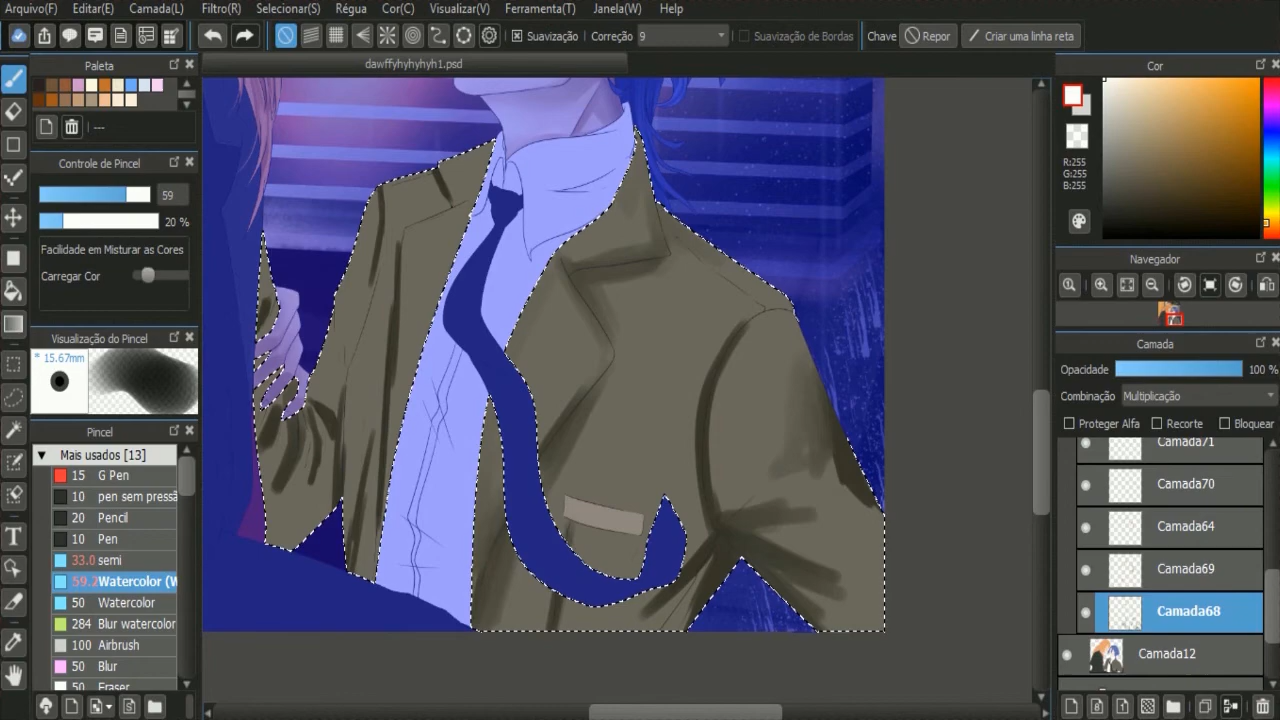 Arquivo(F) Editar(E) Camada(L) Filtro(R) Selecionar(S) Régua Cor(C) Visualizar(V) Ferramenta(T) Janela(W) Help
Suavização Correção 9 Suavização de Bordas Chave Repor Criar uma linha reta
dawffyhyhyhyh1.psd
Paleta
---
Controle de Pincel
59
20 %
Facilidade em Misturar as Cores
Carregar Cor
Visualização do Pincel
* 15.67mm
Pincel
Mais usados [13]
15 G Pen
10 pen sem pressã
20 Pencil
10 Pen
33.0 semi
59.2 Watercolor (W
50 Watercolor
284 Blur watercolor
100 Airbrush
50 Blur
50 Eraser
Cor
R:255
G:255
B:255
Navegador
Camada
Opacidade 100 %
Combinação Multiplicação
Proteger Alfa Recorte Bloquear
Camada71
Camada70
Camada64
Camada69
Camada68
Camada12